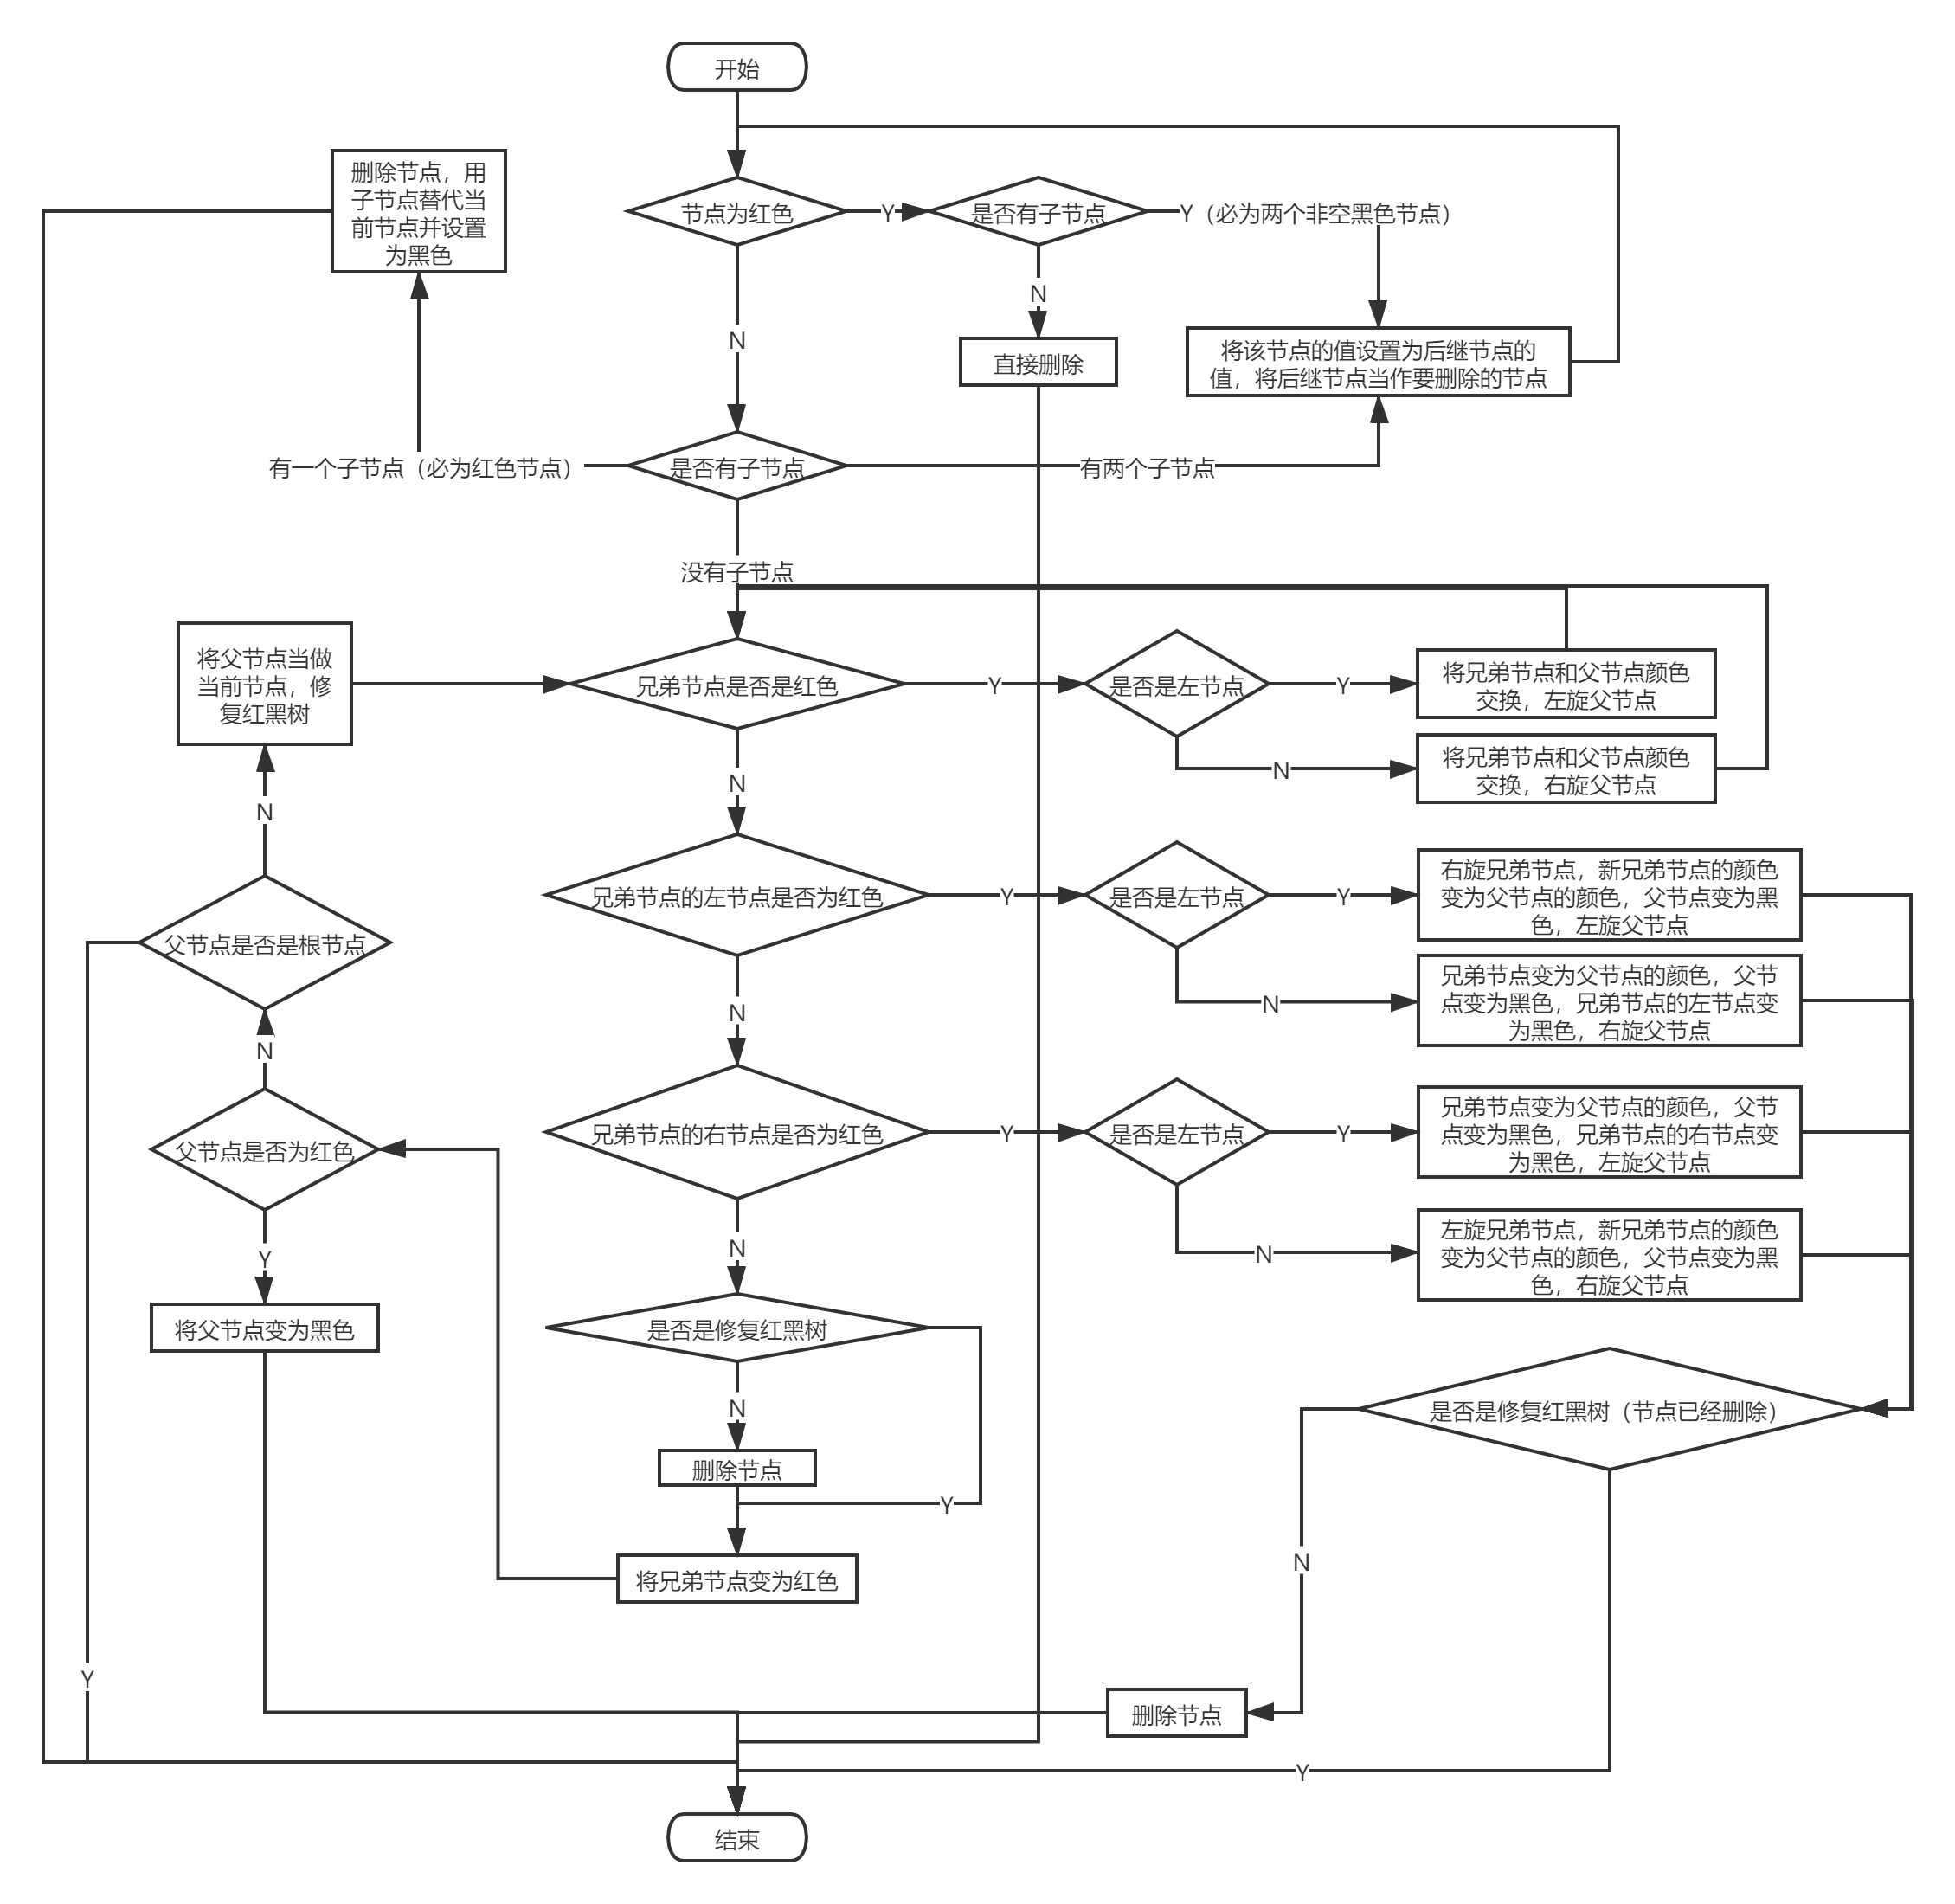 开始
删除节点，用
子节点替代当
前节点并设置
为黑色
节点为红色
Y
是否有子节点
Y（必为两个非空黑色节点）
N
N
直接删除
将该节点的值设置为后继节点的
值，将后继节点当作要删除的节点
有一个子节点（必为红色节点）
是否有子节点
有两个子节点
没有子节点
将父节点当做
当前节点，修
复红黑树
兄弟节点是否是红色
Y
是否是左节点
Y
将兄弟节点和父节点颜色
交换，左旋父节点
N
将兄弟节点和父节点颜色
交换，右旋父节点
N
N
兄弟节点的左节点是否为红色
Y
是否是左节点
Y
右旋兄弟节点，新兄弟节点的颜色
变为父节点的颜色，父节点变为黑
色，左旋父节点
父节点是否是根节点
N
兄弟节点变为父节点的颜色，父节
点变为黑色，兄弟节点的左节点变
为黑色，右旋父节点
N
N
父节点是否为红色
兄弟节点的右节点是否为红色
Y
是否是左节点
Y
兄弟节点变为父节点的颜色，父节
点变为黑色，兄弟节点的右节点变
为黑色，左旋父节点
N
左旋兄弟节点，新兄弟节点的颜色
变为父节点的颜色，父节点变为黑
色，右旋父节点
Y
N
将父节点变为黑色
是否是修复红黑树
N
是否是修复红黑树（节点已经删除）
删除节点
Y
将兄弟节点变为红色
N
Y
删除节点
Y
结束